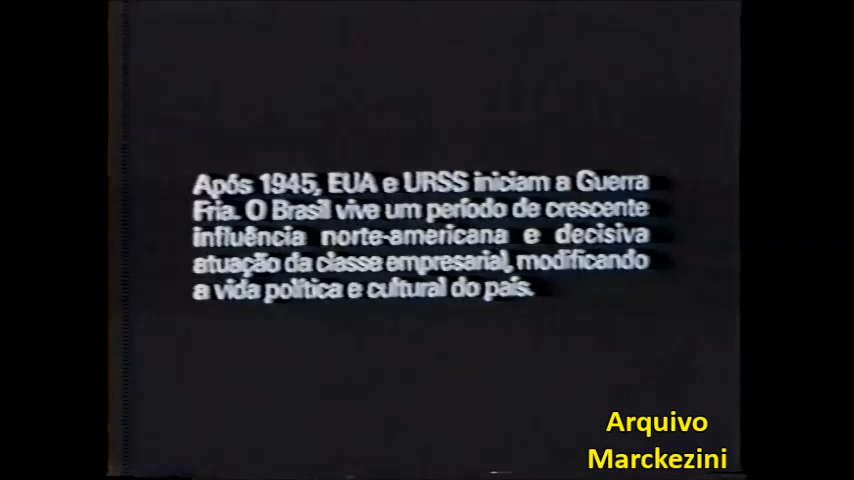 Após 1945, EUA e URSS iniciam a Guerra
Fria. O Brasil vive um período de crescente
influência norte-americana e decisiva
atuação da classe empresarial, modificando
a vida política e cultural do país.
Arquivo
Marckezini